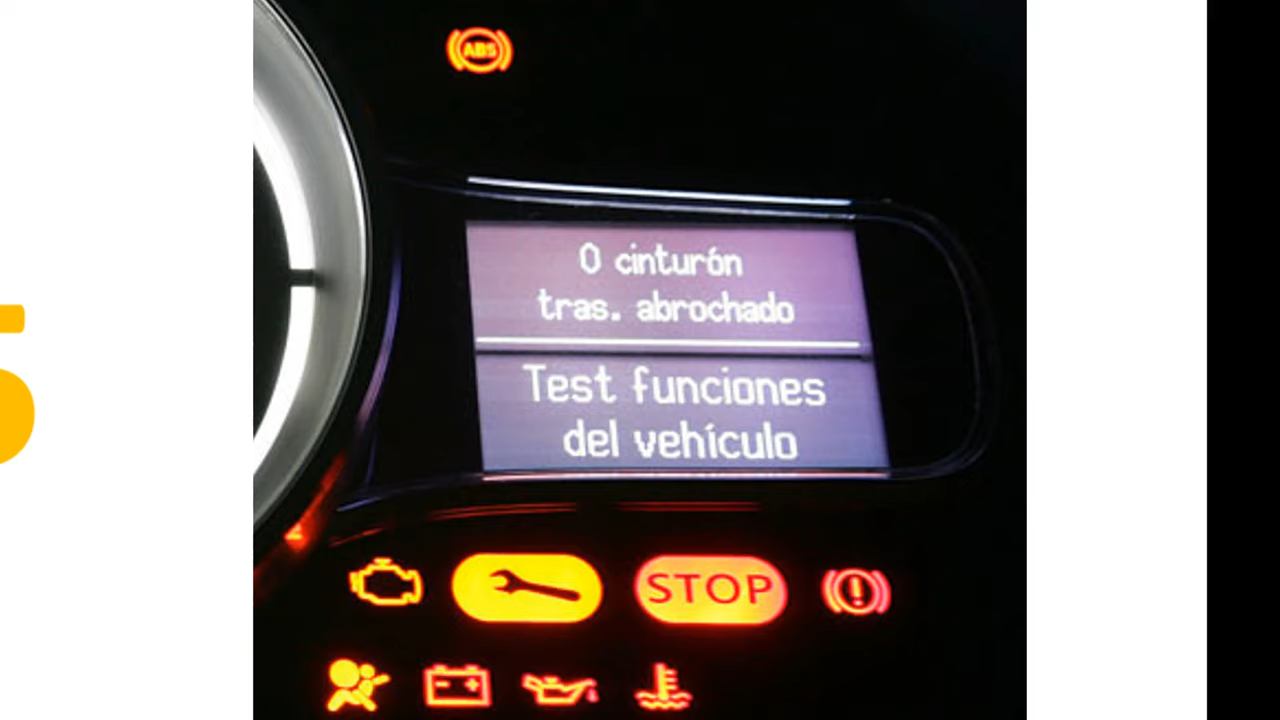 ABS
0 cinturón
tras. abrochado
Test funciones
del vehículo
STOP